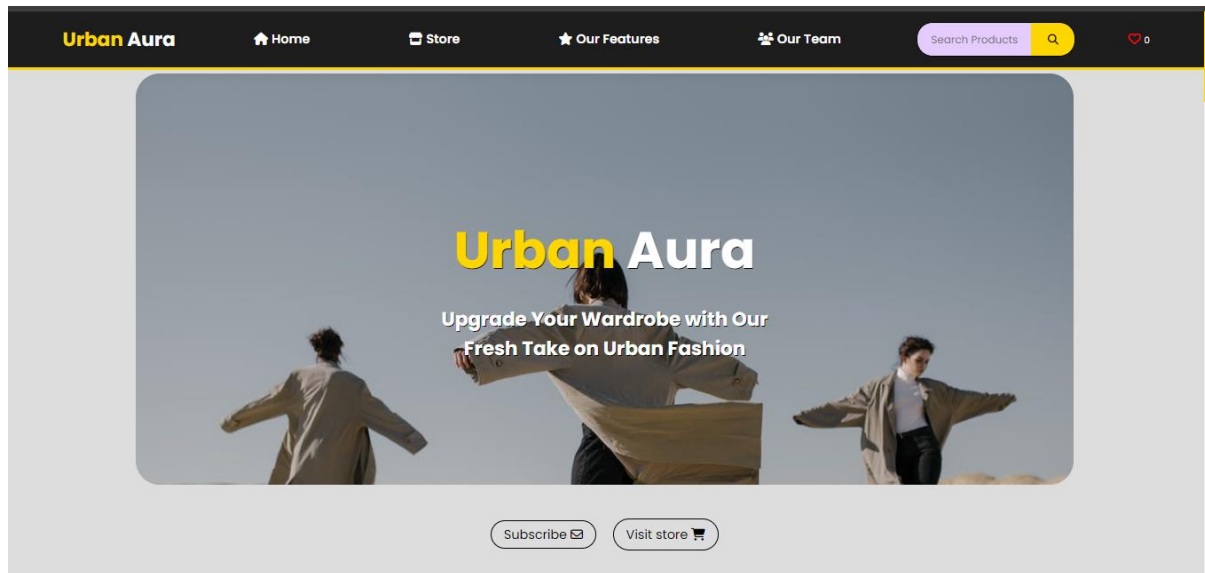 Urban Aura
Home
Store
Our Features
Our Team
Search Products
0
Urban Aura
Upgrade Your Wardrobe with Our
Fresh Take on Urban Fashion
Subscribe
Visit store